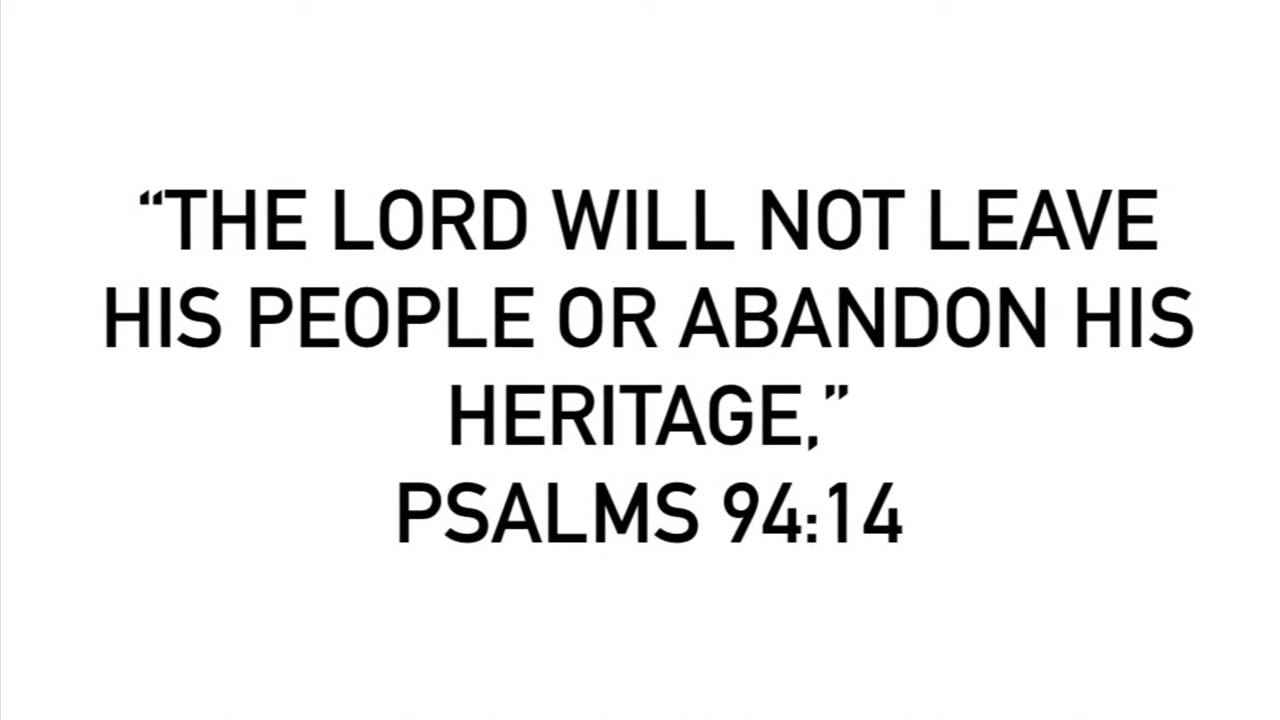 “THE LORD WILL NOT LEAVE
HIS PEOPLE OR ABANDON HIS
HERITAGE,”
PSALMS 94:14